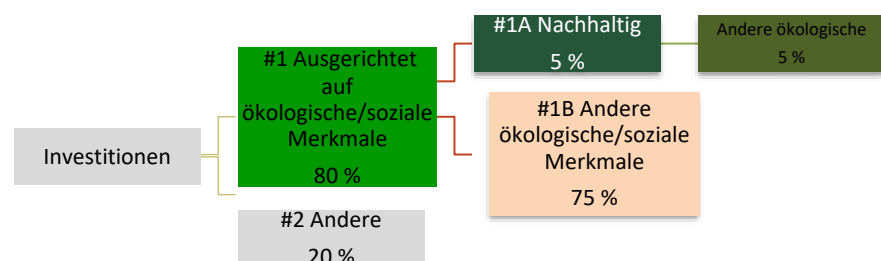 Investitionen
#1 Ausgerichtet
auf
ökologische/soziale
Merkmale
80 %
#2 Andere
20 %
#1A Nachhaltig
5 %
#1B Andere
ökologische/soziale
Merkmale
75 %
Andere ökologische
5 %